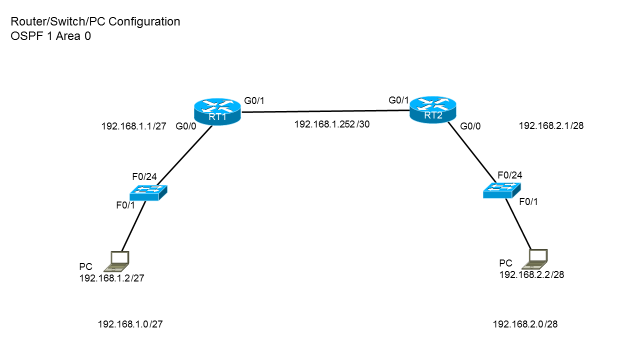 Router/Switch/PC Configuration
OSPF 1 Area 0
G0/1
G0/1
RT1
RT2
192.168.1.1/27
G0/0
192.168.1.252/30
G0/0
192.168.2.1/28
F0/24
F0/24
F0/1
F0/1
PC
192.168.1.2/27
PC
192.168.2.2/28
192.168.1.0/27
192.168.2.0/28